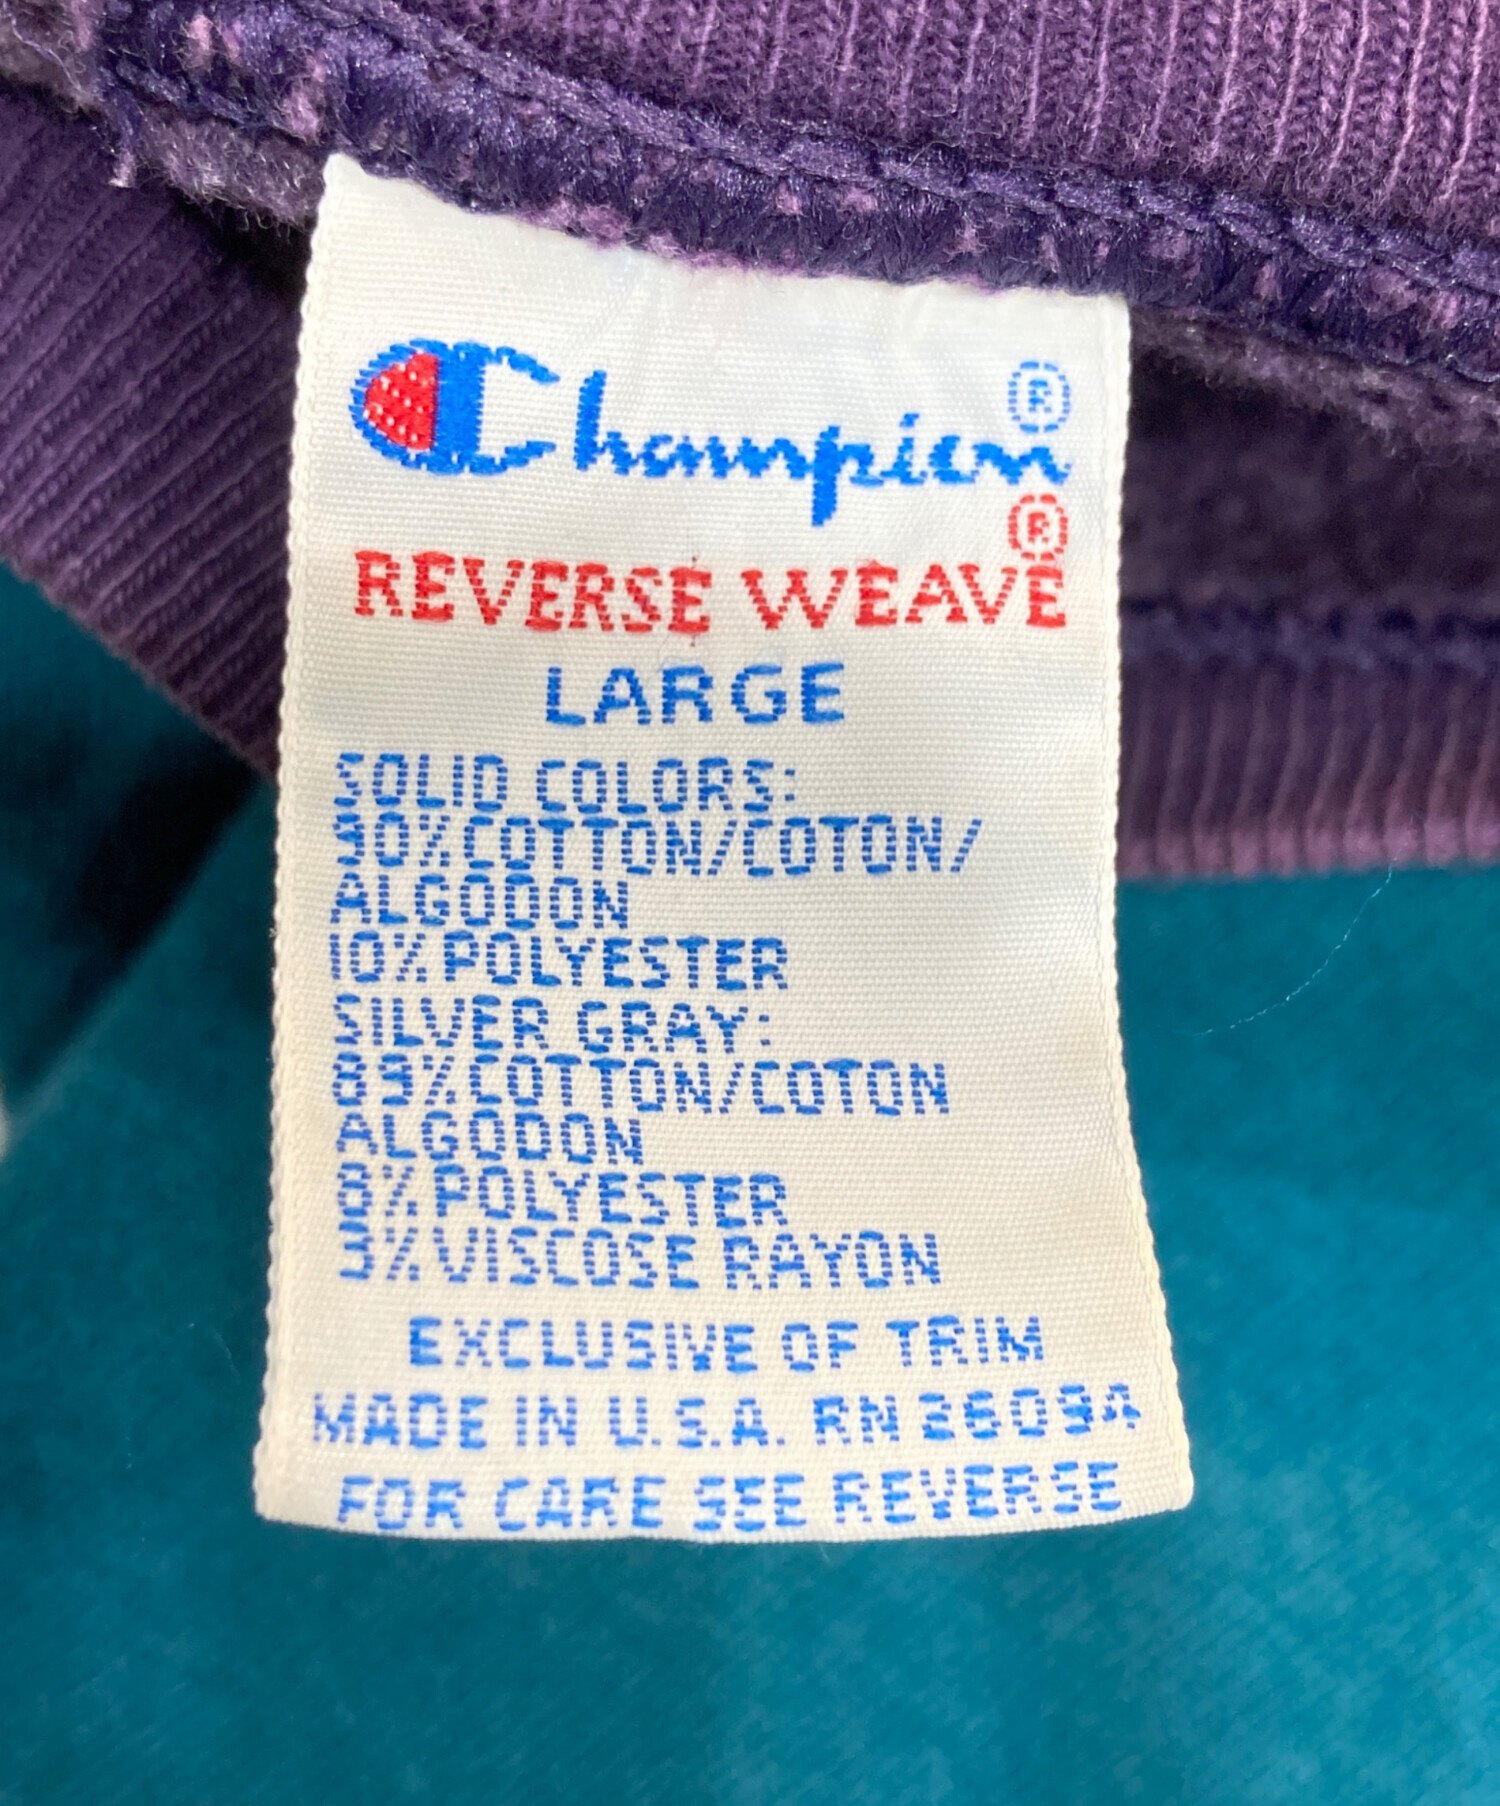 Champion®
REVERSE WEAVE®
LARGE
SOLID COLORS:
90% COTTON/COTON/
ALGODON
10% POLYESTER
SILVER GRAY:
89% COTTON/COTON
ALGODON
8% POLYESTER
3% VISCOSE RAYON
EXCLUSIVE OF TRIM
MADE IN U.S.A. RN 26094
FOR CARE SEE REVERSE